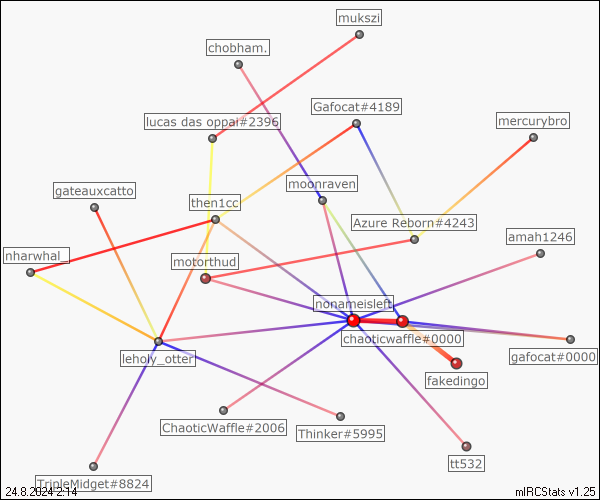 mukszi
chobham.
Gafocat#4189
lucas das oppai#2396
mercurybro
moonraven
gateauxcatto
then1cc
Azure Reborn#4243
amah1246
nharwhal_
motorthud
nonameisleft
chaoticwaffle#0000
leholy_otter
gafocat#0000
fakedingo
ChaoticWaffle#2006
Thinker#5995
tt532
TripleMidget#8824
24.8.2024 2:14
mIRCStats v1.25